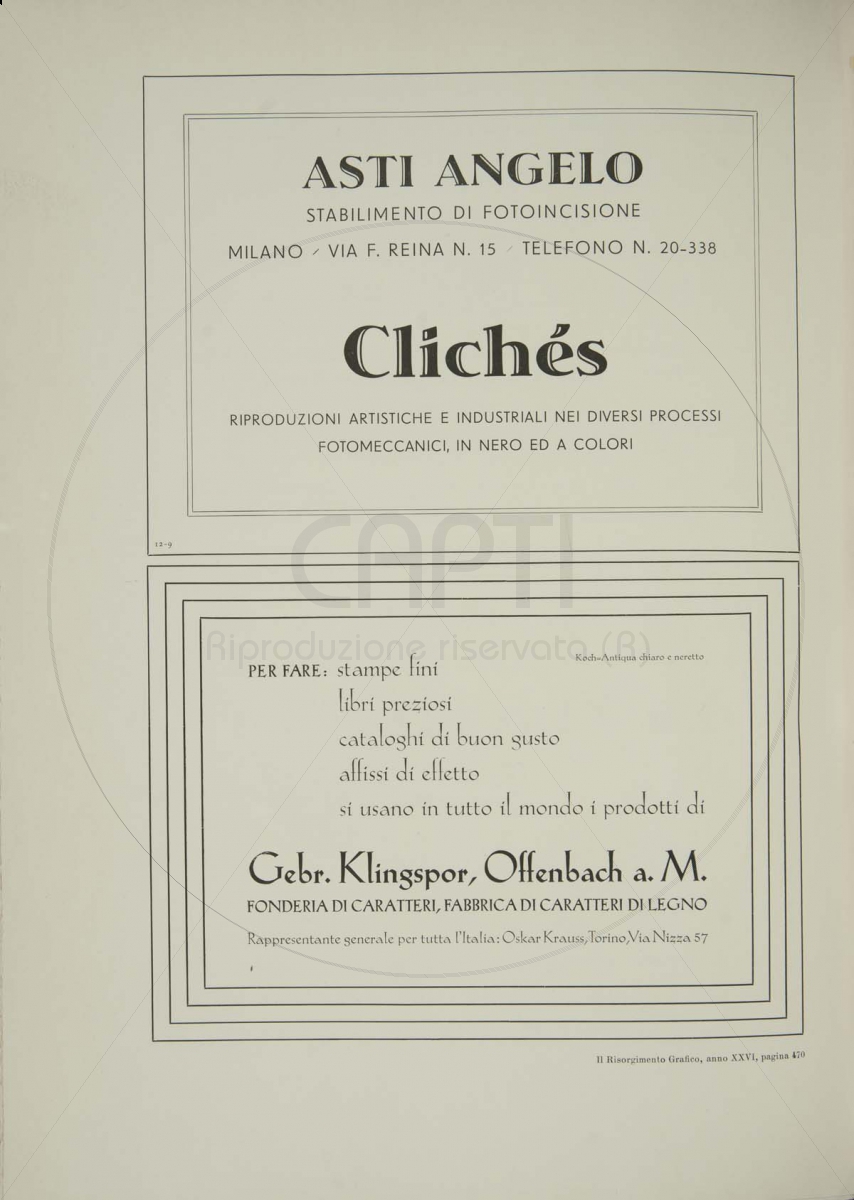 ASTI ANGELO
STABILIMENTO DI FOTOINCISIONE
MILANO / VIA F. REINA N. 15 / TELEFONO N. 20-338
Clichés
RIPRODUZIONI ARTISTICHE E INDUSTRIALI NEI DIVERSI PROCESSI
FOTOMECCANICI, IN NERO ED A COLORI
12-9
CAPTI
Riproduzione riservata (R)
Koch-Antiqua chiaro e neretto
PER FARE: stampe fini
libri preziosi
cataloghi di buon gusto
affissi di effetto
si usano in tutto il mondo i prodotti di
Gebr. Klingspor, Offenbach a. M.
FONDERIA DI CARATTERI, FABBRICA DI CARATTERI DI LEGNO
Rappresentante generale per tutta l'Italia: Oskar Krauss, Torino, Via Nizza 57
Il Risorgimento Grafico, anno XXVI, pagina 470